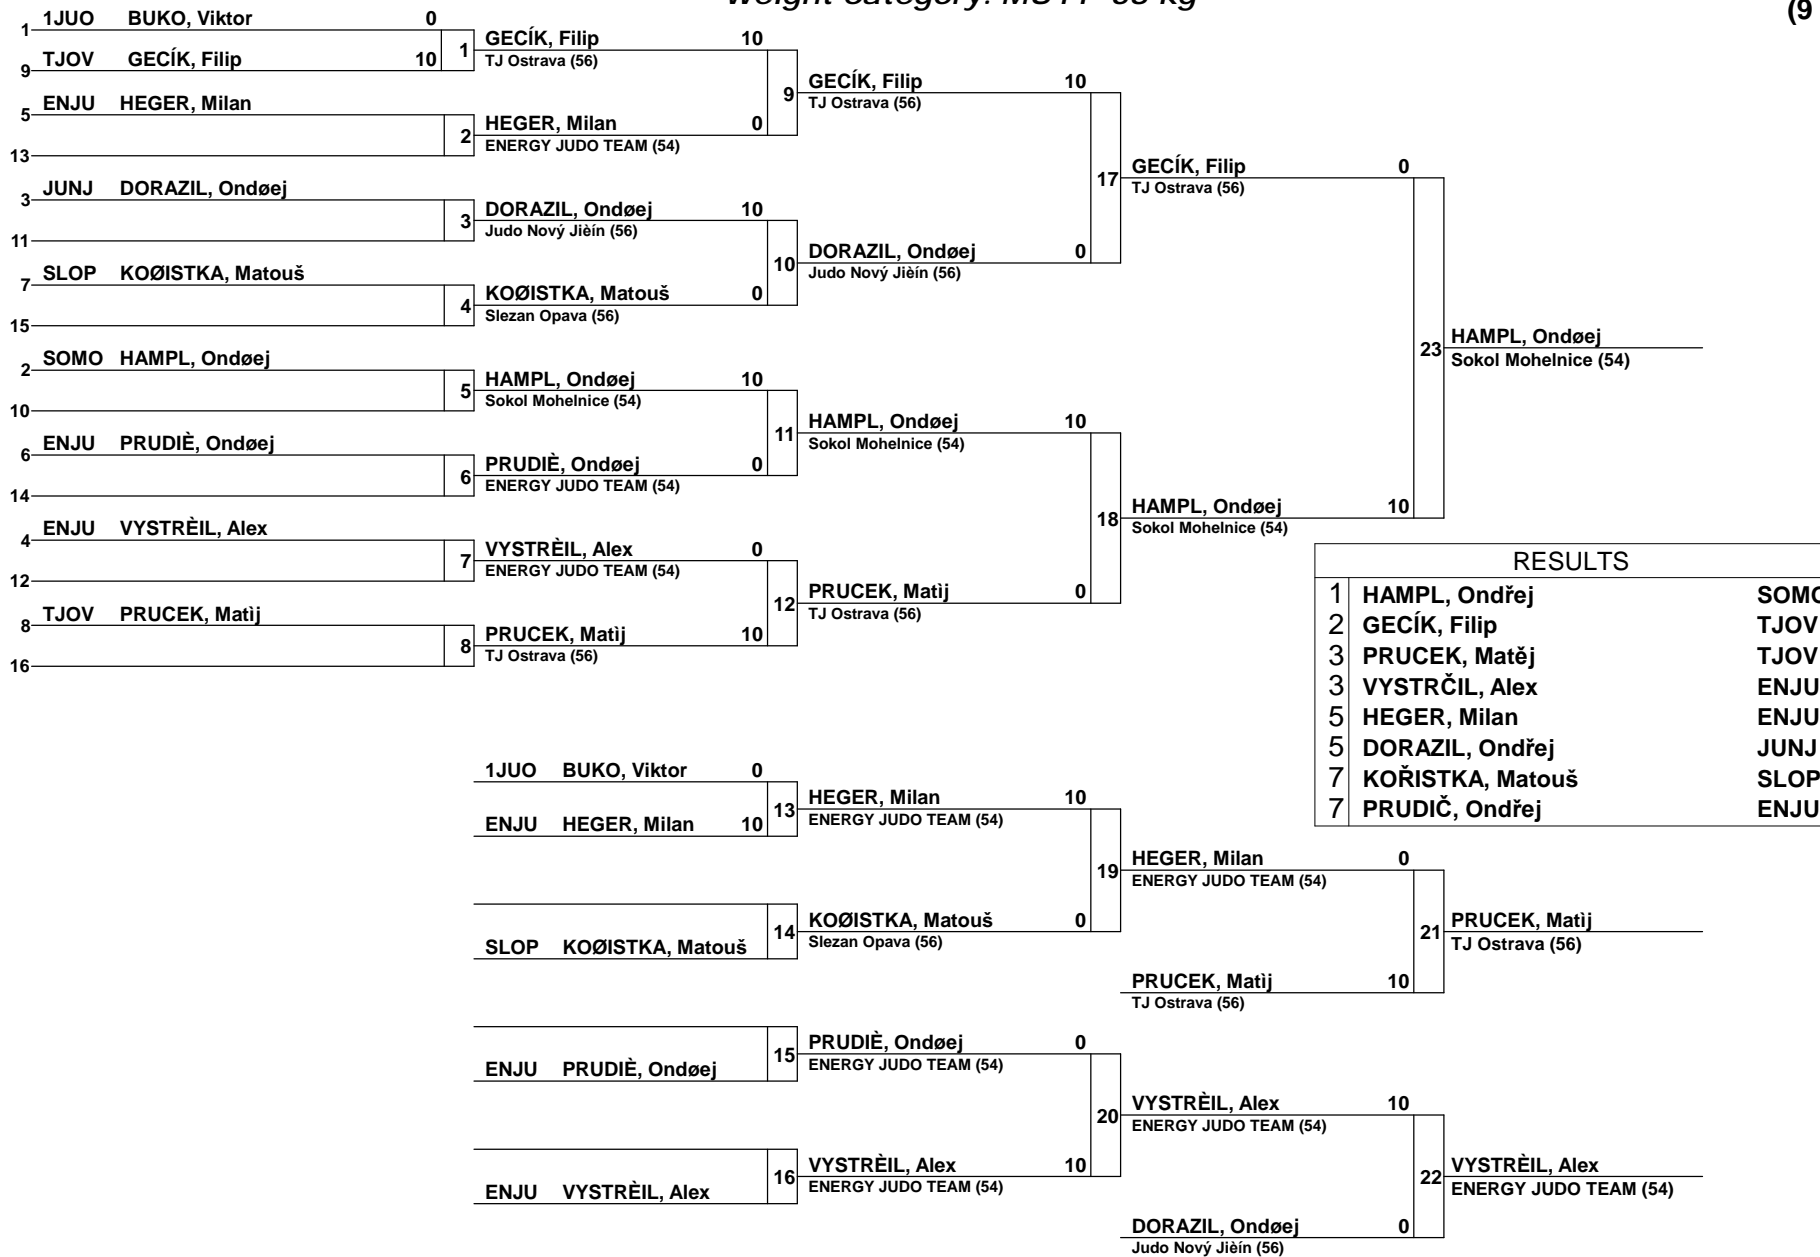 (9
1 1JUO BUKO, Viktor 0
9 TJOV GECÍK, Filip 10
1 GECÍK, Filip 10
TJ Ostrava (56)
5 ENJU HEGER, Milan
13
2 HEGER, Milan 0
ENERGY JUDO TEAM (54)
9 GECÍK, Filip 10
TJ Ostrava (56)
3 JUNJ DORAZIL, Ondøej
11
3 DORAZIL, Ondøej 10
Judo Nový Jièín (56)
7 SLOP KOØISTKA, Matouš
15
4 KOØISTKA, Matouš 0
Slezan Opava (56)
10 DORAZIL, Ondøej 0
Judo Nový Jièín (56)
17 GECÍK, Filip 0
TJ Ostrava (56)
2 SOMO HAMPL, Ondøej
10
5 HAMPL, Ondøej 10
Sokol Mohelnice (54)
6 ENJU PRUDIÈ, Ondøej
14
6 PRUDIÈ, Ondøej 0
ENERGY JUDO TEAM (54)
11 HAMPL, Ondøej 10
Sokol Mohelnice (54)
4 ENJU VYSTRÈIL, Alex
12
7 VYSTRÈIL, Alex 0
ENERGY JUDO TEAM (54)
8 TJOV PRUCEK, Matìj
16
8 PRUCEK, Matìj 10
TJ Ostrava (56)
12 PRUCEK, Matìj 0
TJ Ostrava (56)
18 HAMPL, Ondøej 10
Sokol Mohelnice (54)
23 HAMPL, Ondøej
Sokol Mohelnice (54)
RESULTS
1 HAMPL, Ondřej SOMO
2 GECÍK, Filip TJOV
3 PRUCEK, Matěj TJOV
3 VYSTRČIL, Alex ENJU
5 HEGER, Milan ENJU
5 DORAZIL, Ondřej JUNJ
7 KOŘISTKA, Matouš SLOP
7 PRUDIČ, Ondřej ENJU
1JUO BUKO, Viktor 0
ENJU HEGER, Milan 10
13 HEGER, Milan 10
ENERGY JUDO TEAM (54)
SLOP KOØISTKA, Matouš
14 KOØISTKA, Matouš 0
Slezan Opava (56)
19 HEGER, Milan 0
ENERGY JUDO TEAM (54)
PRUCEK, Matìj 10
TJ Ostrava (56)
21 PRUCEK, Matìj
TJ Ostrava (56)
ENJU PRUDIÈ, Ondøej
15 PRUDIÈ, Ondøej 0
ENERGY JUDO TEAM (54)
ENJU VYSTRÈIL, Alex
16 VYSTRÈIL, Alex 10
ENERGY JUDO TEAM (54)
20 VYSTRÈIL, Alex 10
ENERGY JUDO TEAM (54)
DORAZIL, Ondøej 0
Judo Nový Jièín (56)
22 VYSTRÈIL, Alex
ENERGY JUDO TEAM (54)